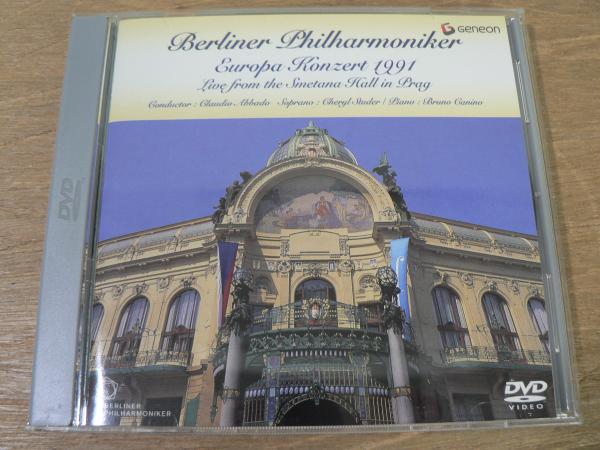 Geneon
Berliner Philharmoniker
Europa Konzert 1991
Live from the Smetana Hall in Prag
Conductor : Claudio Abbado Soprano : Cheryl Studer / Piano : Bruno Canino
DVD
BERLINER
PHILHARMONIKER
DVD
VIDEO